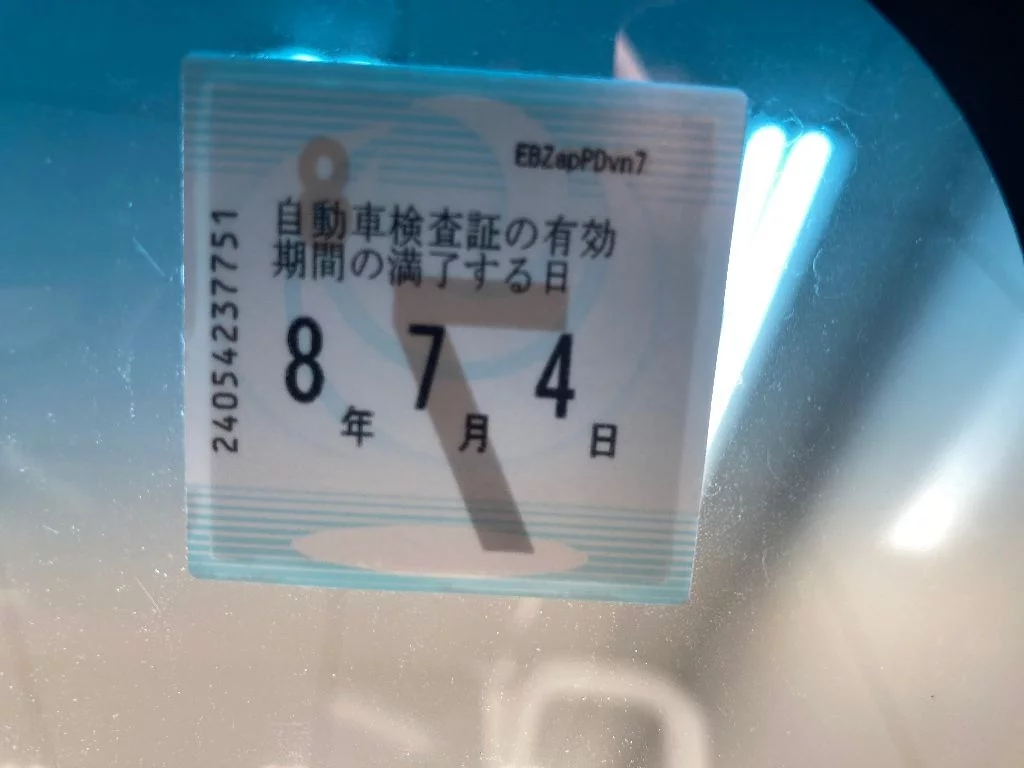 EBZapPDvn7
自動車検査証の有効
期間の満了する日
8年 7月 4日
24054237751